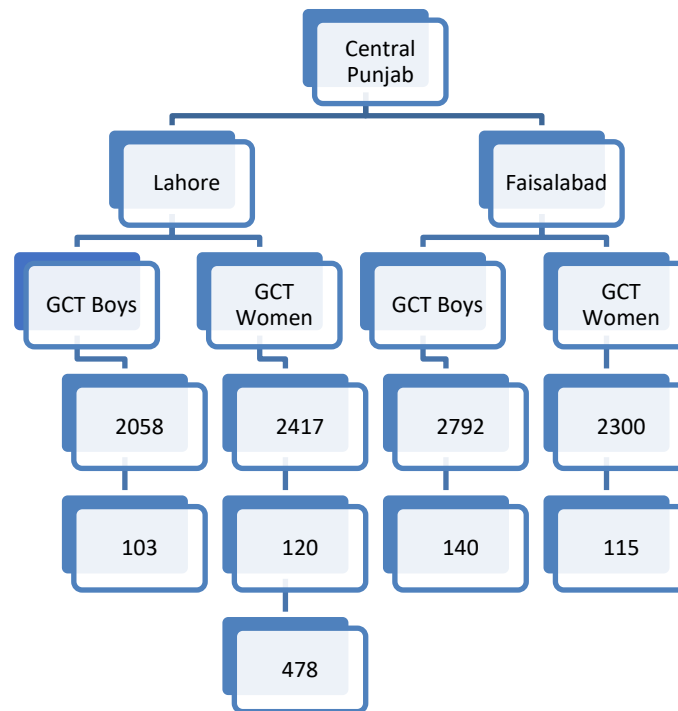 Central
Punjab
Lahore
Faisalabad
GCT Boys
GCT
Women
GCT Boys
GCT
Women
2058
2417
2792
2300
103
120
140
115
478